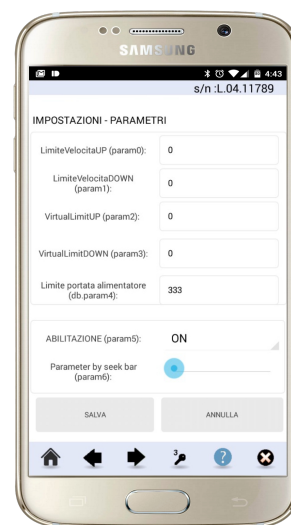 SAMSUNG
4:43
s/n :L.04.11789
IMPOSTAZIONI - PARAMETRI
LimiteVelocitaUP (param0):
0
LimiteVelocitaDOWN
(param1):
0
VirtualLimitUP (param2):
0
VirtualLimitDOWN (param3):
0
Limite portata alimentatore
(db.param4):
333
ABILITAZIONE (param5):
ON
Parameter by seek bar
(param6):
SALVA
ANNULLA
3
?